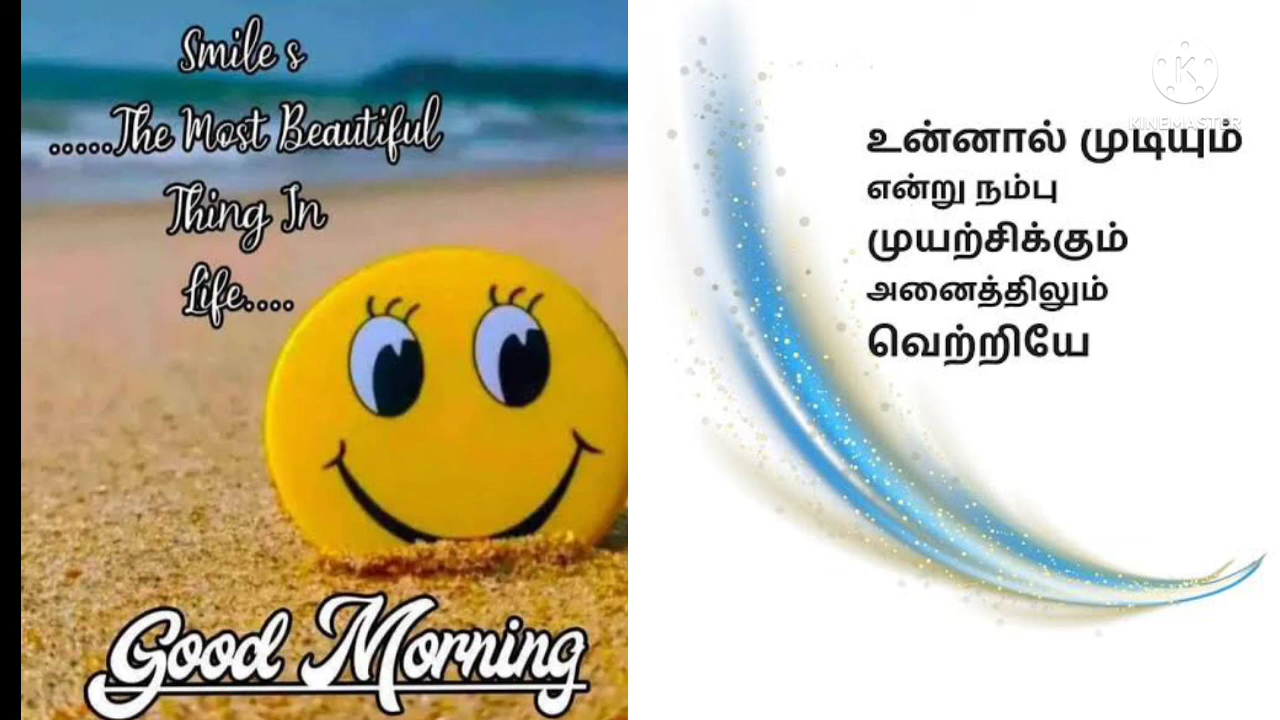 Smile s
.....The Most Beautiful
Thing In
Life....
Good Morning
KINEMASTER
உன்னால் முடியும்
என்று நம்பு
முயற்சிக்கும்
அனைத்திலும்
வெற்றியே